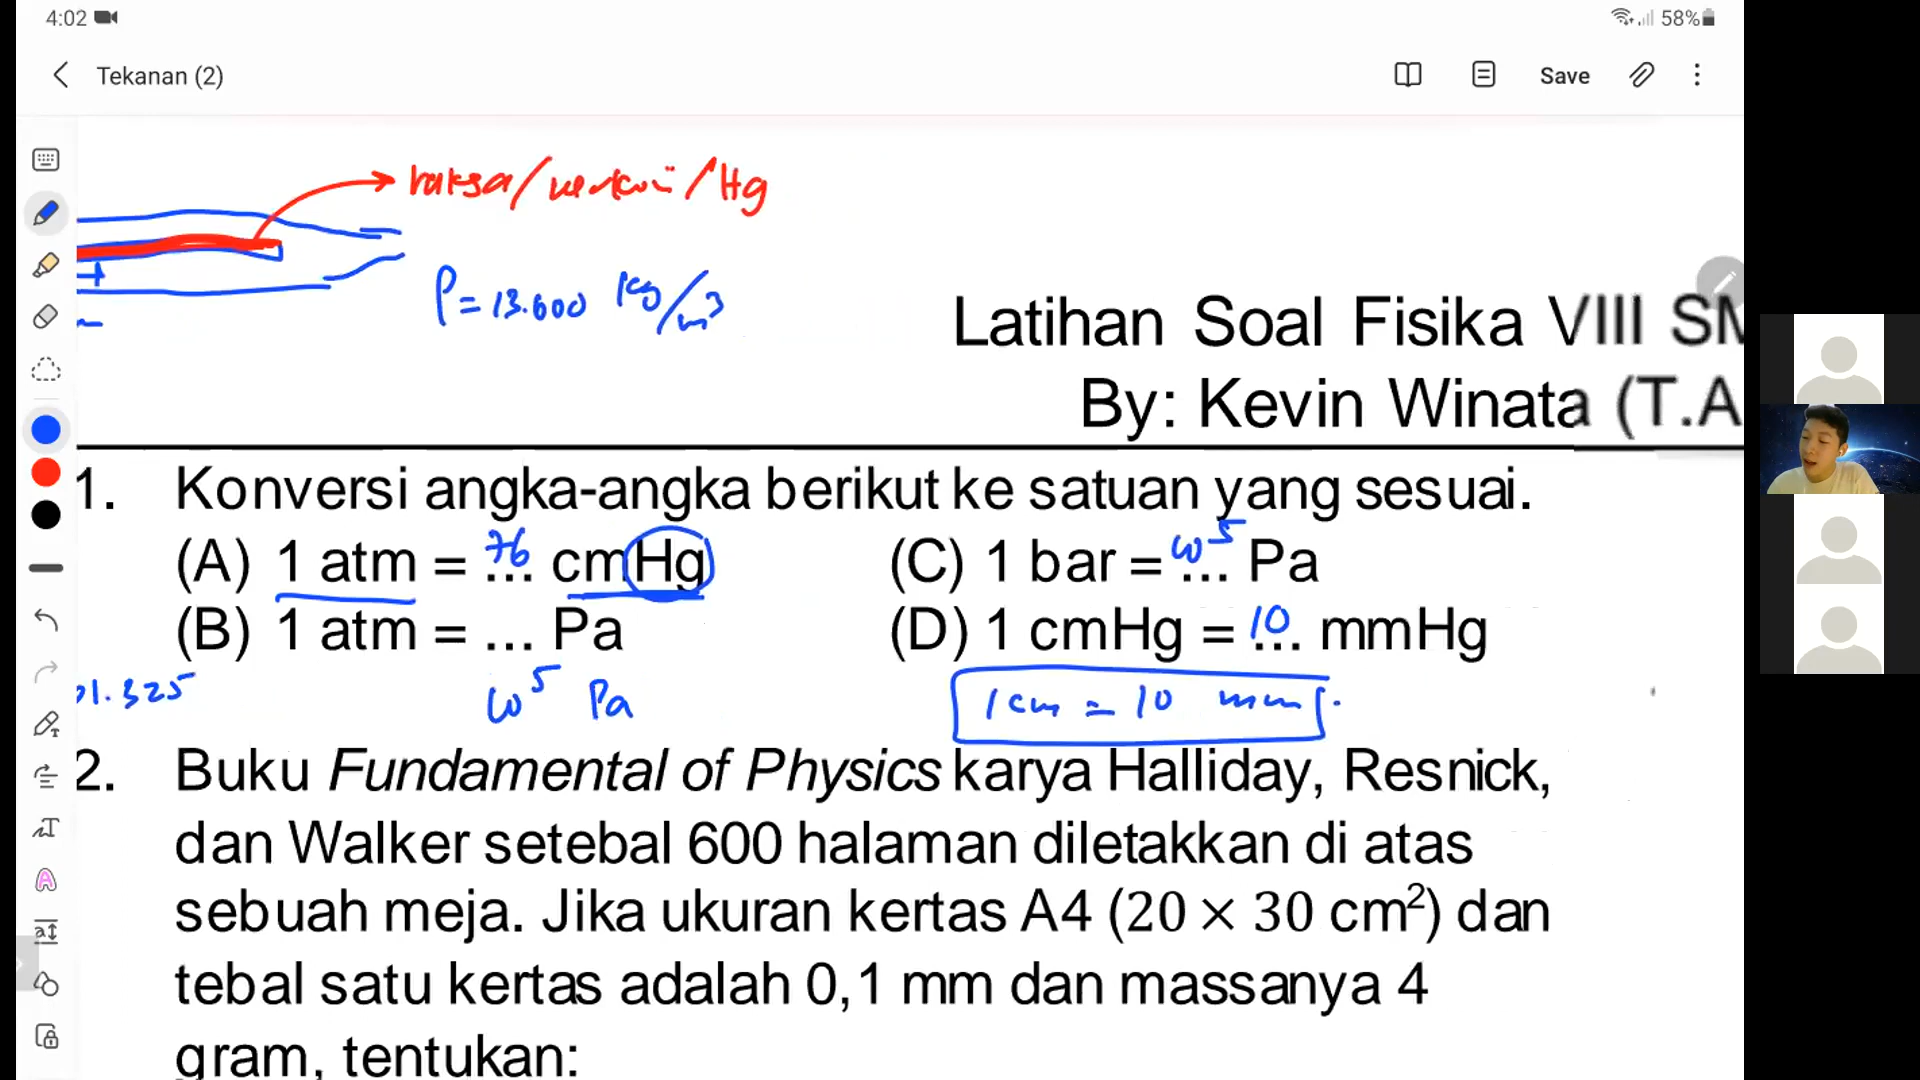 4:02
58%
Tekanan (2)
Save
raksa/merkuri/Hg
ρ = 13.600 kg/m³
Latihan Soal Fisika VIII SM
By: Kevin Winata (T.A
1. Konversi angka-angka berikut ke satuan yang sesuai.
(A) 1 atm = 76 ... cmHg
(C) 1 bar = 10⁵ ... Pa
(B) 1 atm = ... Pa
(D) 1 cmHg = 10 ... mmHg
01.325
10⁵ Pa
1 cm = 10 mm
2. Buku Fundamental of Physics karya Halliday, Resnick,
dan Walker setebal 600 halaman diletakkan di atas
sebuah meja. Jika ukuran kertas A4 (20 × 30 cm²) dan
tebal satu kertas adalah 0,1 mm dan massanya 4
gram, tentukan: